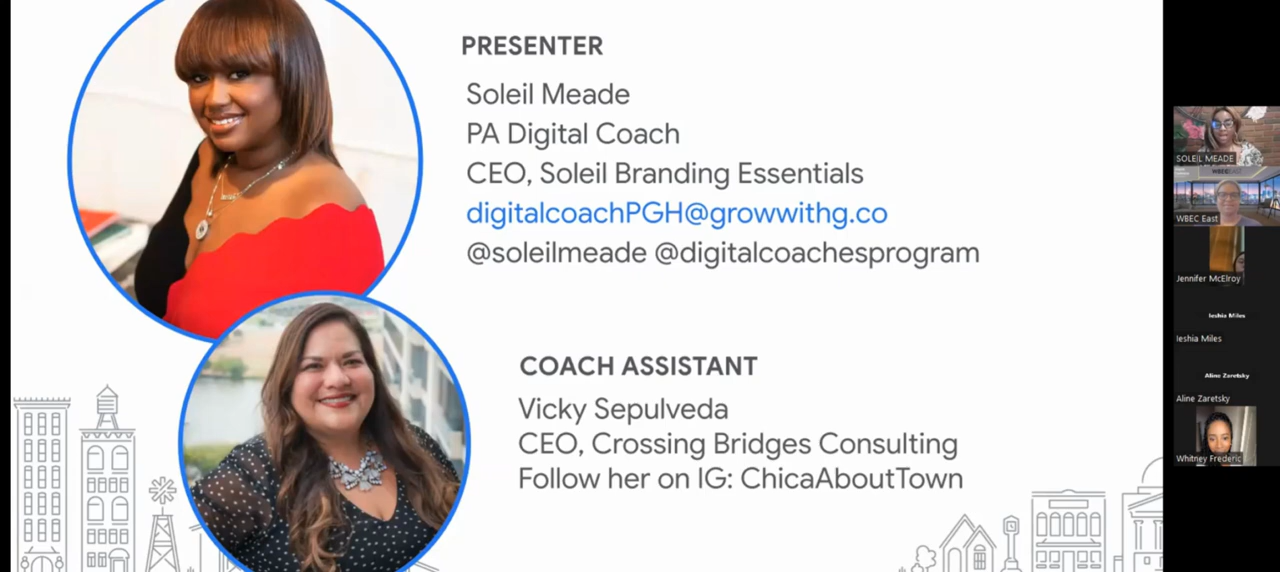 PRESENTER
Soleil Meade
PA Digital Coach
CEO, Soleil Branding Essentials
digitalcoachPGH@growwithg.co
@soleilmeade @digitalcoachesprogram
COACH ASSISTANT
Vicky Sepulveda
CEO, Crossing Bridges Consulting
Follow her on IG: ChicaAboutTown
SOLEIL MEADE
WBEC East
Jennifer McElroy
Ieshia Miles
Ieshia Miles
Aline Zaretsky
Aline Zaretsky
Whitney Frederic